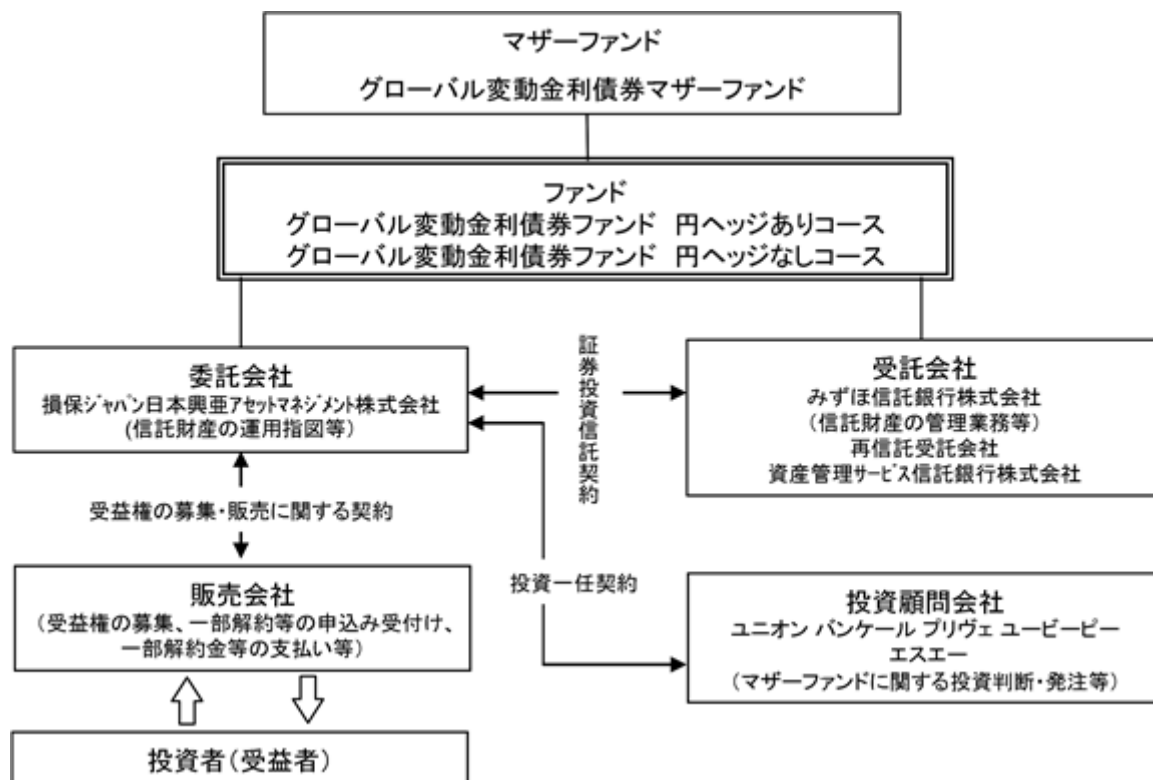 マザーファンド
グローバル変動金利債券マザーファンド
ファンド
グローバル変動金利債券ファンド　円ヘッジありコース
グローバル変動金利債券ファンド　円ヘッジなしコース
委託会社
損保ｼﾞｬﾊﾟﾝ日本興亜アセットマネｼﾞﾒﾝﾄ株式会社
(信託財産の運用指図等）
証券投資信託契約
受託会社
みずほ信託銀行株式会社
（信託財産の管理業務等）
再信託受託会社
資産管理サーﾋﾞｽ信託銀行株式会社
受益権の募集・販売に関する契約
販売会社
（受益権の募集、一部解約等の申込み受付け、
一部解約金等の支払い等）
投資一任契約
投資顧問会社
ユニオン バンケール プリヴェ ユービーピー
エスエー
（マザーファンドに関する投資判断・発注等）
投資者（受益者）